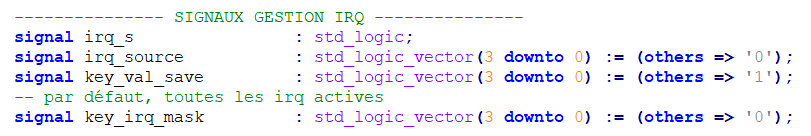 --------------- SIGNAUX GESTION IRQ ---------------
signal irq_s : std_logic;
signal irq_source : std_logic_vector(3 downto 0) := (others => '0');
signal key_val_save : std_logic_vector(3 downto 0) := (others => '1');
-- par défaut, toutes les irq actives
signal key_irq_mask : std_logic_vector(3 downto 0) := (others => '0');